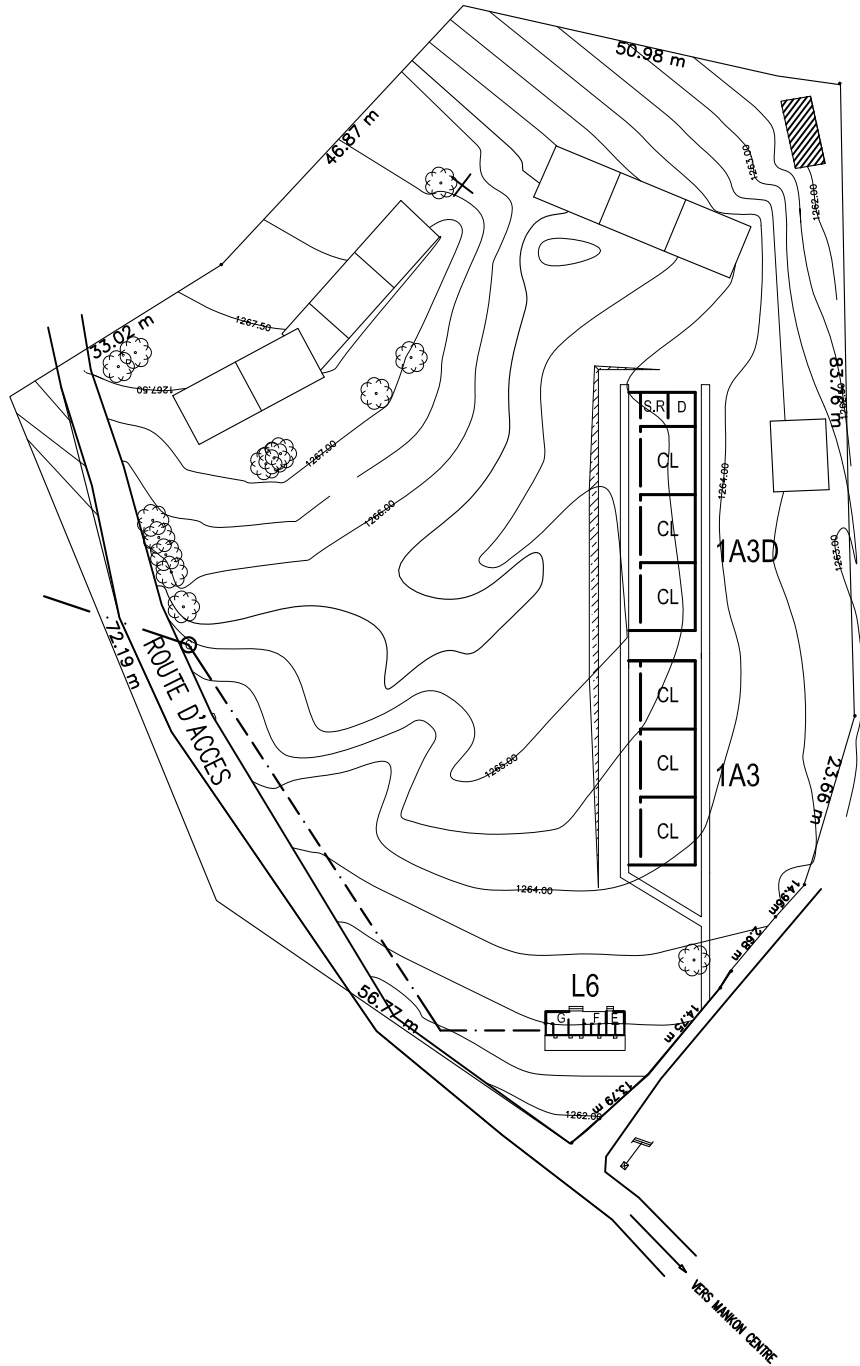 50.98 m
46.87 m
1263.00
1262.00
1267.50
33.02 m
1267.50
83.76 m
S.R D
CL
1267.00
1264.00
1266.00
CL
1A3D
1263.00
CL
72.19 m
ROUTE D'ACCES
CL
1265.00
CL
1A3
23.66 m
CL
1264.00
14.96m
2.68 m
L6
56.77 m
G F E
14.75 m
13.79 m
1262.00
VERS MANKON CENTRE